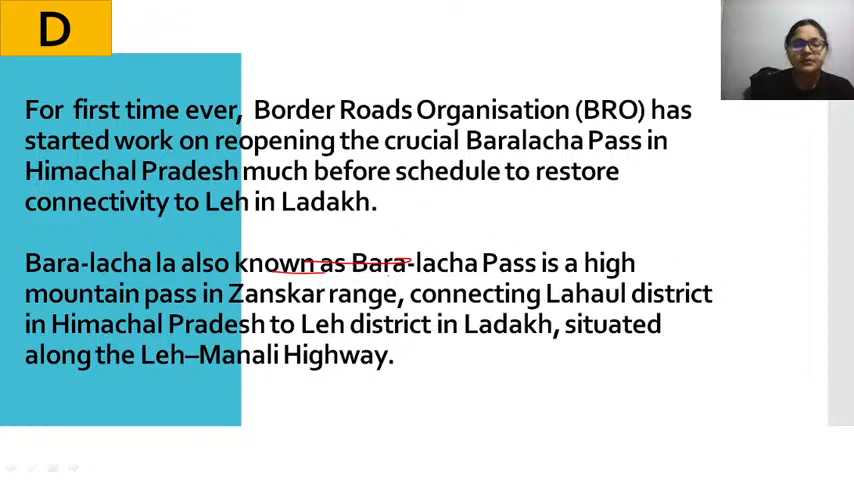 D
For first time ever, Border Roads Organisation (BRO) has
started work on reopening the crucial Baralacha Pass in
Himachal Pradesh much before schedule to restore
connectivity to Leh in Ladakh.
Bara-lacha la also known as Bara-lacha Pass is a high
mountain pass in Zanskar range, connecting Lahaul district
in Himachal Pradesh to Leh district in Ladakh, situated
along the Leh–Manali Highway.